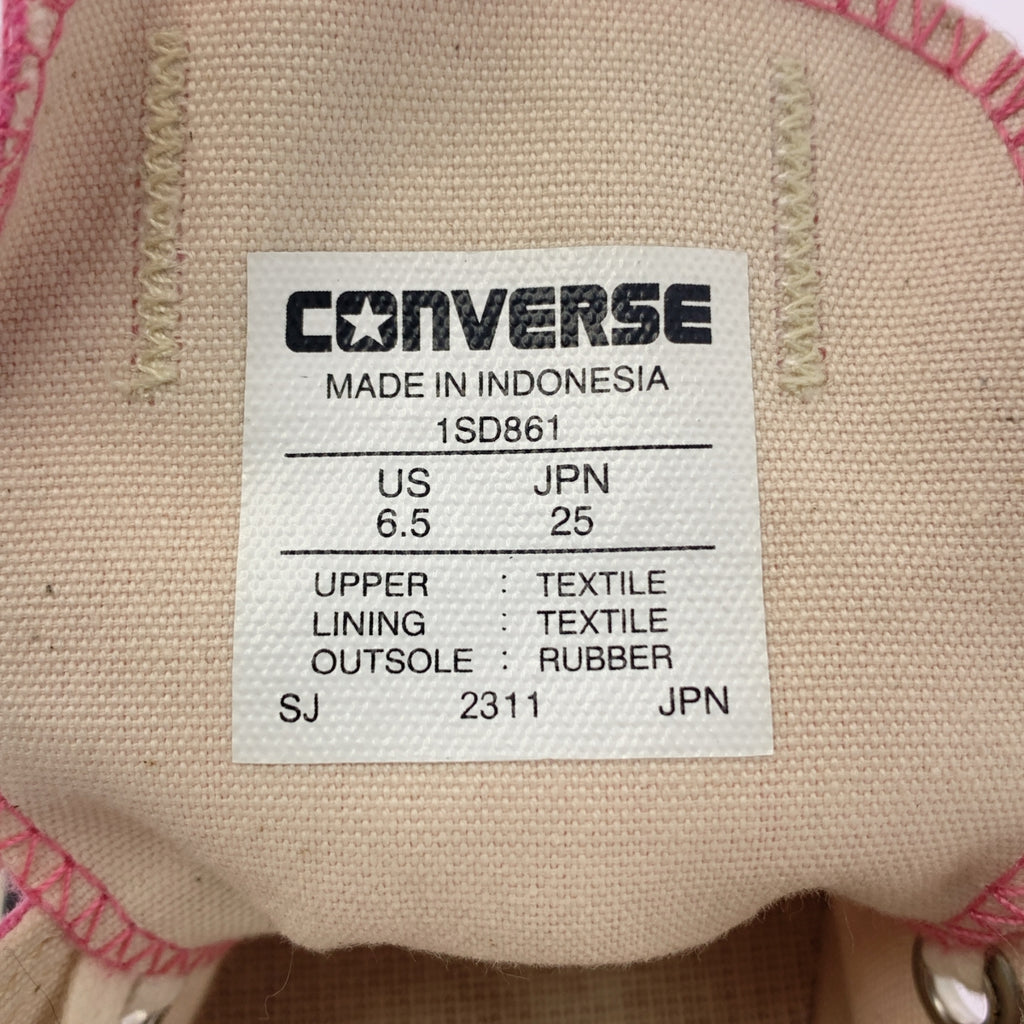 CONVERSE
MADE IN INDONESIA
1SD861
US JPN
6.5 25
UPPER : TEXTILE
LINING : TEXTILE
OUTSOLE : RUBBER
SJ 2311 JPN